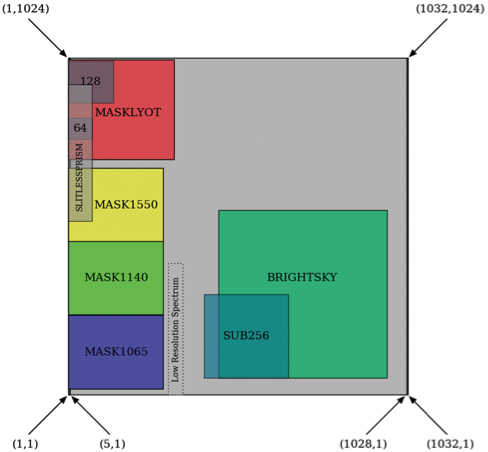 (1,1024)
(1032,1024)
128
MASKLYOT
64
SLITLESSPRISM
MASK1550
MASK1140
BRIGHTSKY
Low Resolution Spectrum
SUB256
MASK1065
(1,1)
(5,1)
(1028,1)
(1032,1)